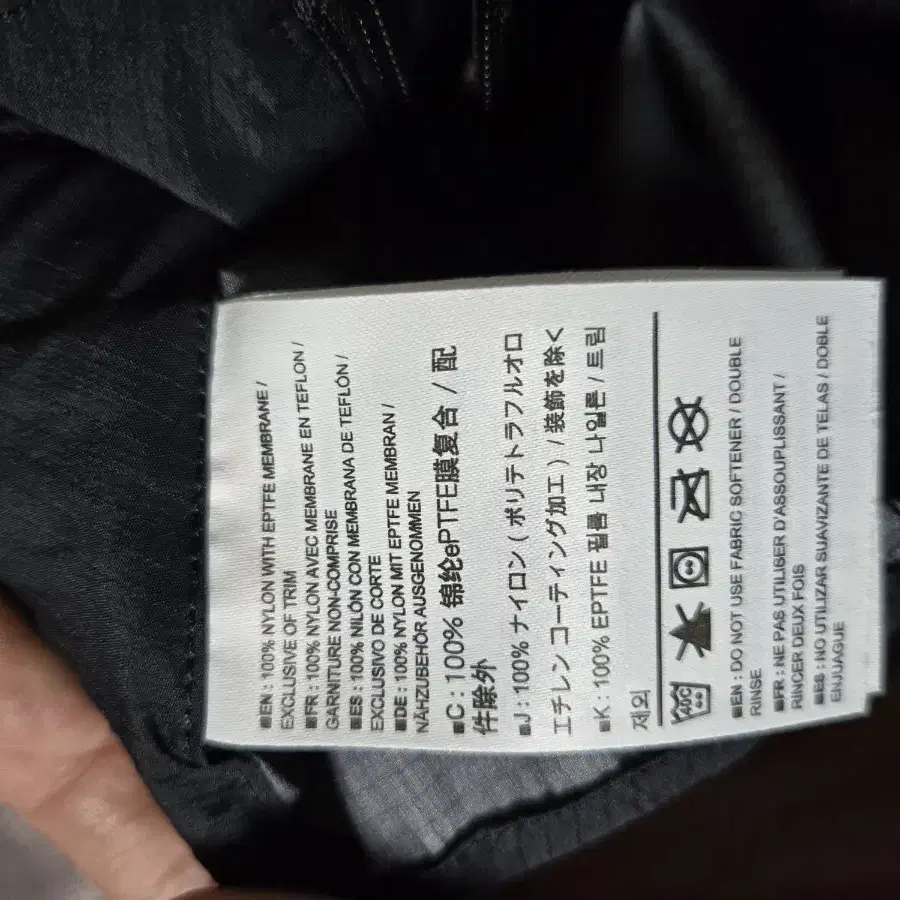 ■EN : 100% NYLON WITH EPTFE MEMBRANE /
EXCLUSIVE OF TRIM
■FR : 100% NYLON AVEC MEMBRANE EN TEFLON /
GARNITURE NON-COMPRISE
■ES : 100% NILÓN CON MEMBRANA DE TEFLÓN /
EXCLUSIVO DE CORTE
■DE : 100% NYLON MIT EPTFE MEMBRAN /
NÄHZUBEHÖR AUSGENOMMEN
■C : 100% 锦纶ePTFE膜复合 / 配
件除外
■J : 100% ナイロン ( ポリテトラフルオロ
エチレン コーティング加工 ) / 装飾を除く
■K : 100% EPTFE 필름 내장 나일론 / 트림
제외
40C
■EN : DO NOT USE FABRIC SOFTENER / DOUBLE
RINSE
■FR : NE PAS UTILISER D'ASSOUPLISSANT /
RINCER DEUX FOIS
■ES : NO UTILIZAR SUAVIZANTE DE TELAS / DOBLE
ENJUAGUE